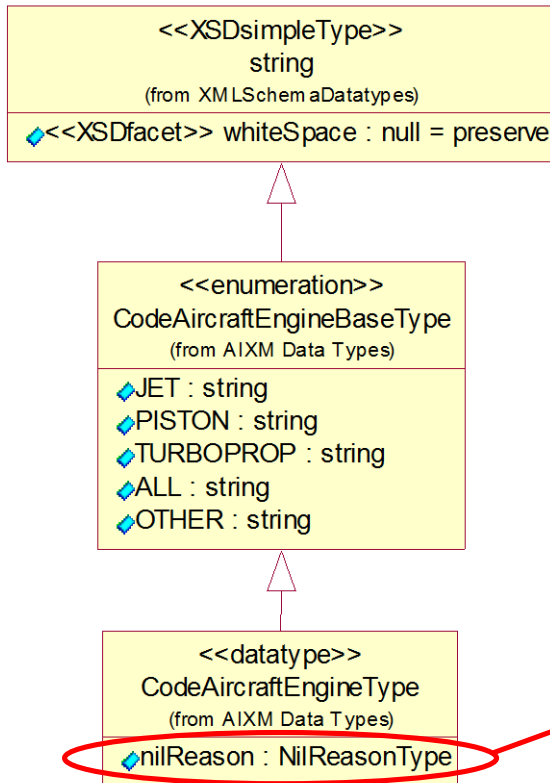 <<XSDsimpleType>>
string
(from XMLSchemaDatatypes)
<<XSDfacet>> whiteSpace : null = preserve
<<enumeration>>
CodeAircraftEngineBaseType
(from AIXM Data Types)
JET : string
PISTON : string
TURBOPROP : string
ALL : string
OTHER : string
<<datatype>>
CodeAircraftEngineType
(from AIXM Data Types)
nilReason : NilReasonType